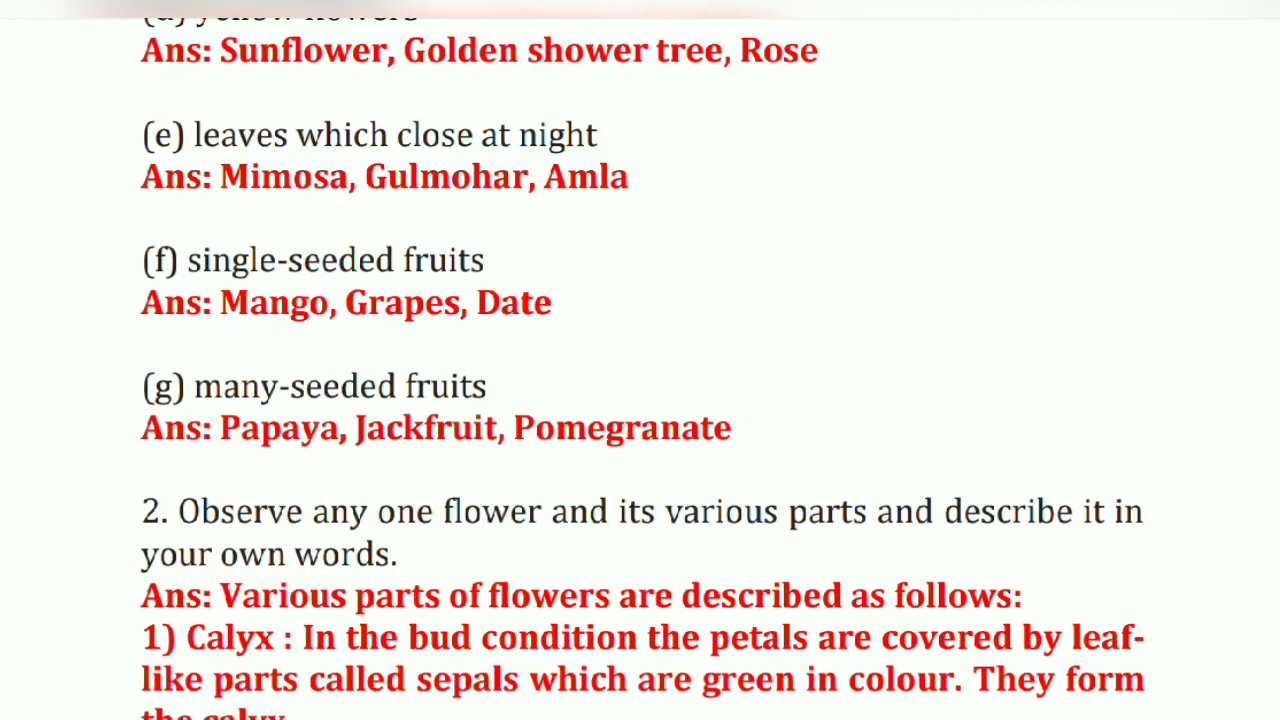 (d) yellow flowers
Ans: Sunflower, Golden shower tree, Rose
(e) leaves which close at night
Ans: Mimosa, Gulmohar, Amla
(f) single-seeded fruits
Ans: Mango, Grapes, Date
(g) many-seeded fruits
Ans: Papaya, Jackfruit, Pomegranate
2. Observe any one flower and its various parts and describe it in
your own words.
Ans: Various parts of flowers are described as follows:
1) Calyx : In the bud condition the petals are covered by leaf-
like parts called sepals which are green in colour. They form
the calyx